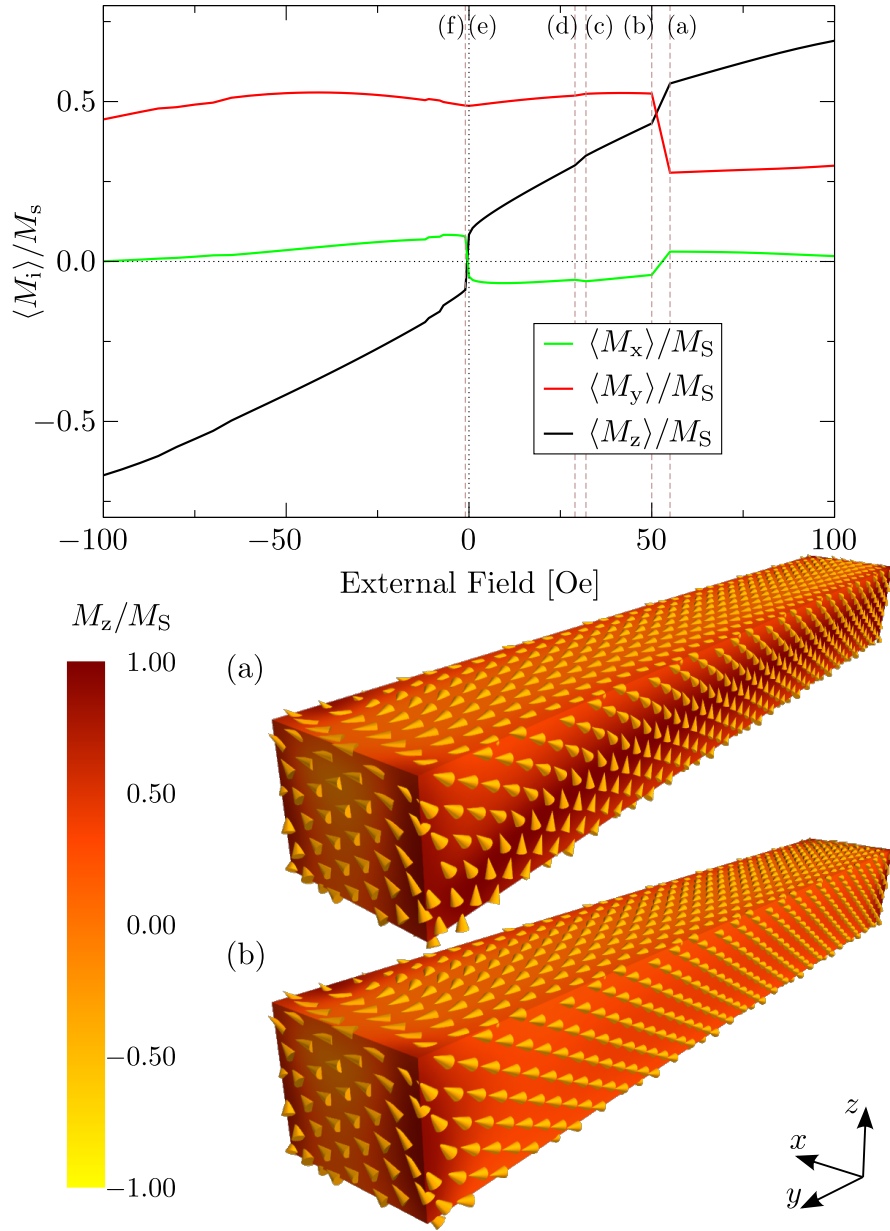 (f) (e) (d) (c) (b) (a)
0.5
0.0
−0.5
⟨M_i⟩/M_s
⟨M_x⟩/M_S
⟨M_y⟩/M_S
⟨M_z⟩/M_S
−100 −50 0 50 100
External Field [Oe]
M_z/M_S
1.00
0.50
0.00
−0.50
−1.00
(a)
(b)
z
x
y